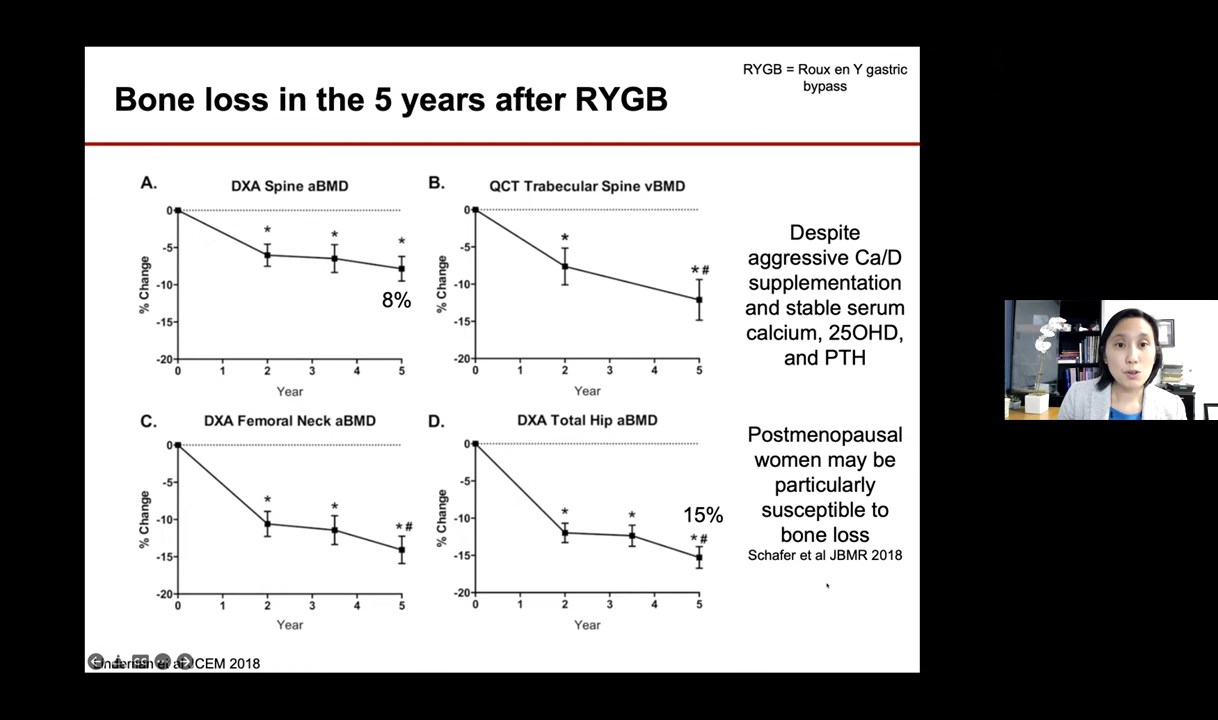 RYGB = Roux en Y gastric
bypass
Bone loss in the 5 years after RYGB
A.
DXA Spine aBMD
0
-5
-10
-15
-20
% Change
*
*
*
8%
0 1 2 3 4 5
Year
B.
QCT Trabecular Spine vBMD
0
-5
-10
-15
-20
% Change
*
*#
0 1 2 3 4 5
Year
Despite
aggressive Ca/D
supplementation
and stable serum
calcium, 25OHD,
and PTH
C.
DXA Femoral Neck aBMD
0
-5
-10
-15
-20
% Change
*
*
*#
0 1 2 3 4 5
Year
D.
DXA Total Hip aBMD
0
-5
-10
-15
-20
% Change
*
*
15%
*#
0 1 2 3 4 5
Year
Postmenopausal
women may be
particularly
susceptible to
bone loss
Schafer et al JBMR 2018
CEM 2018